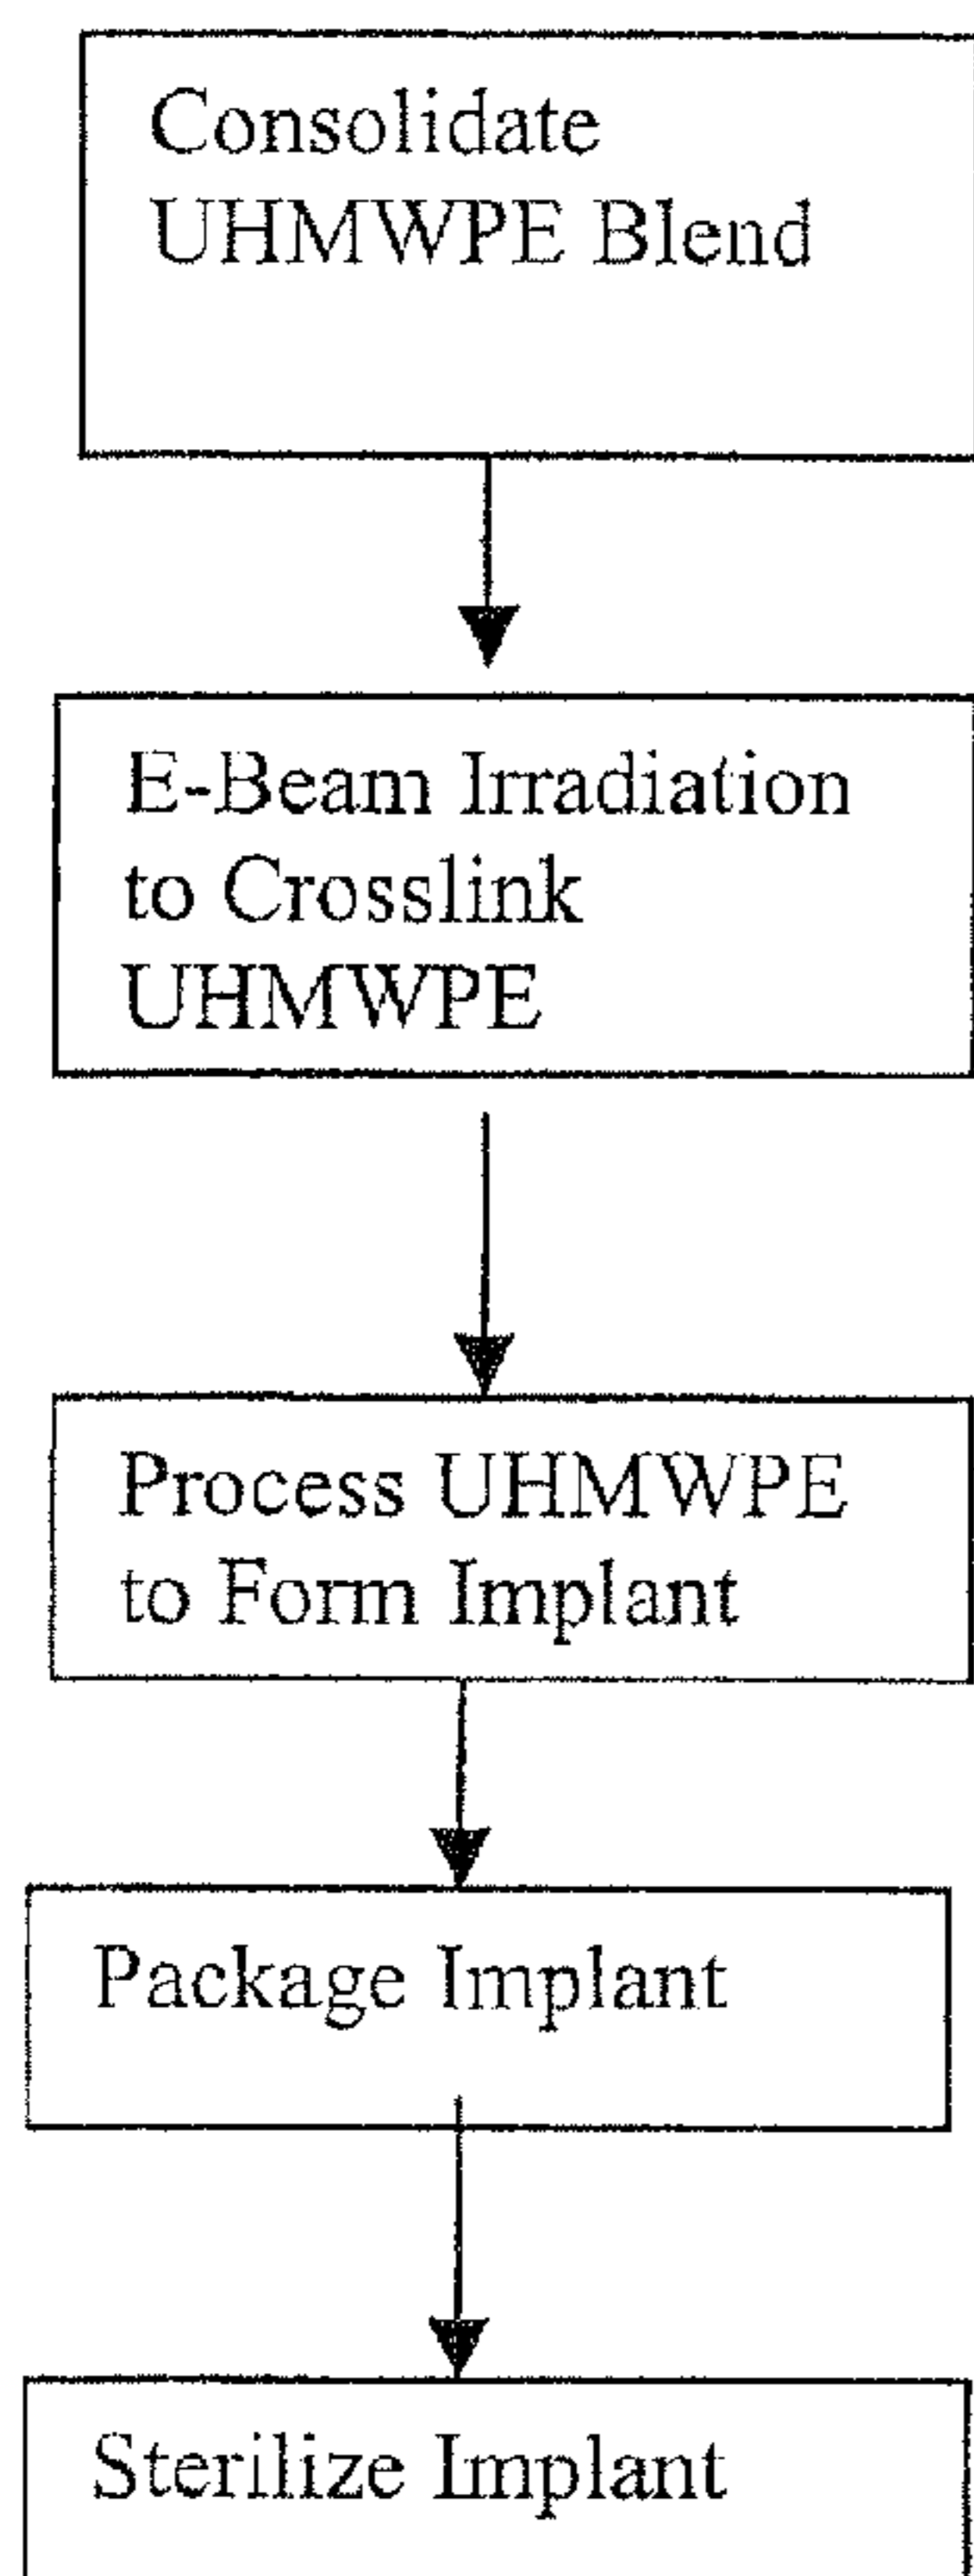 Consolidate
UHMWPE Blend
E-Beam Irradiation
to Crosslink
UHMWPE
Process UHMWPE
to Form Implant
Package Implant
Sterilize Implant